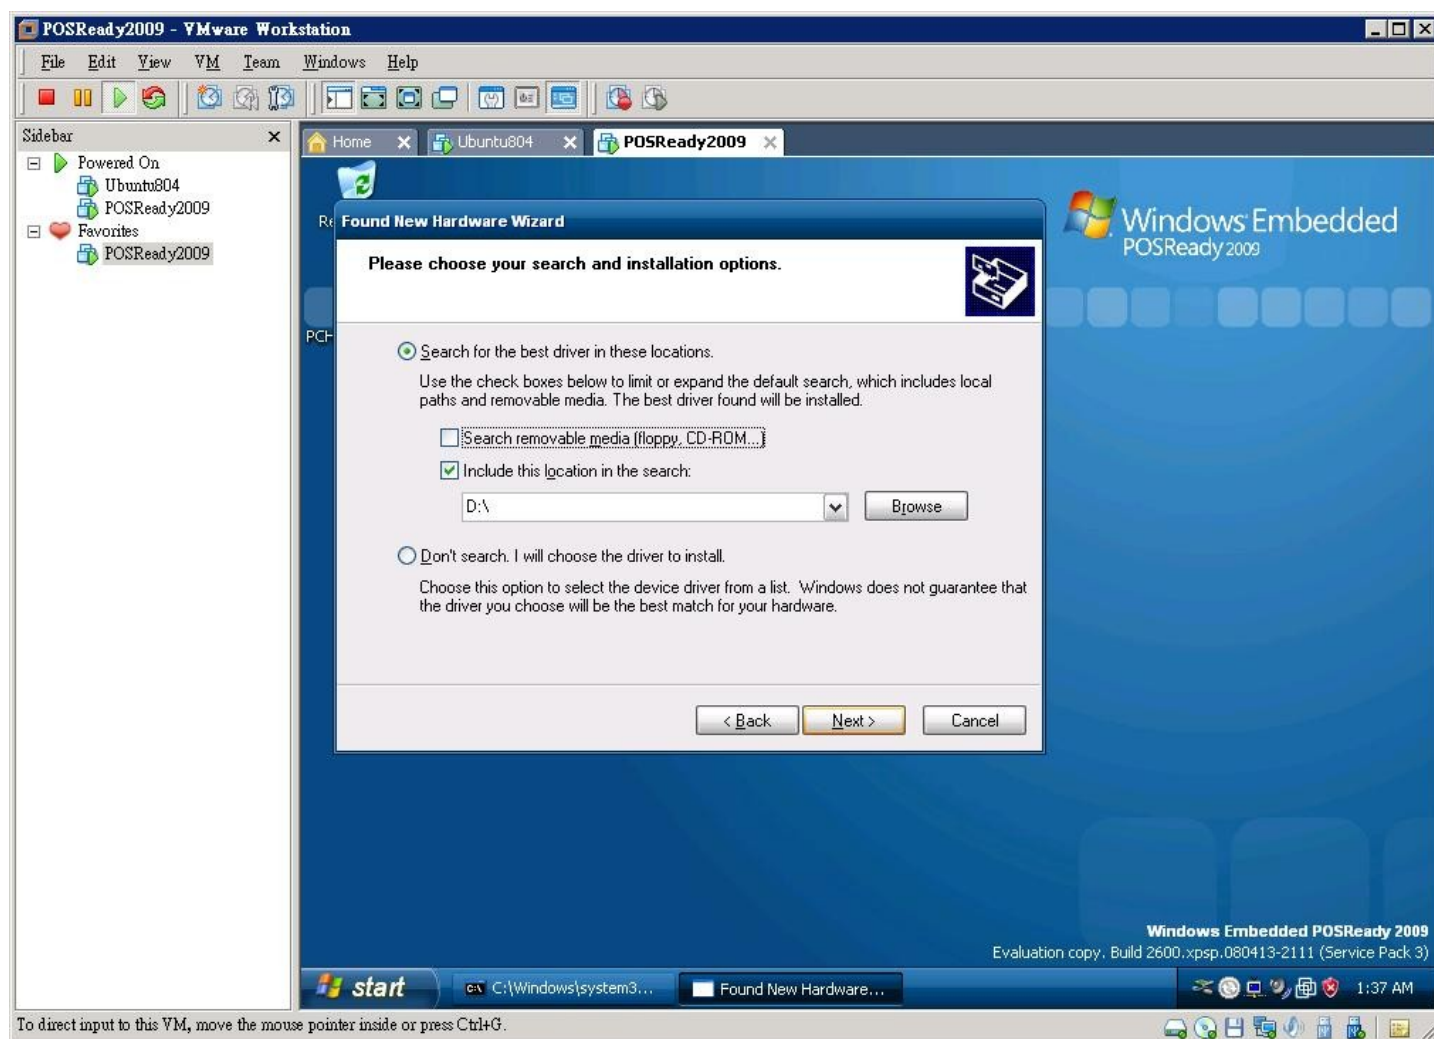 POSReady2009 - VMware Workstation
File Edit View VM Team Windows Help
Sidebar
Powered On
Ubuntu804
POSReady2009
Favorites
POSReady2009
Home
Ubuntu804
POSReady2009
Re
PCH
Windows Embedded
POSReady 2009
Found New Hardware Wizard
Please choose your search and installation options.
Search for the best driver in these locations.
Use the check boxes below to limit or expand the default search, which includes local
paths and removable media. The best driver found will be installed.
Search removable media (floppy, CD-ROM...)
Include this location in the search:
D:\
Browse
Don't search. I will choose the driver to install.
Choose this option to select the device driver from a list. Windows does not guarantee that
the driver you choose will be the best match for your hardware.
< Back
Next >
Cancel
Windows Embedded POSReady 2009
Evaluation copy. Build 2600.xpsp.080413-2111 (Service Pack 3)
start
C:\Windows\system3...
Found New Hardware...
1:37 AM
To direct input to this VM, move the mouse pointer inside or press Ctrl+G.